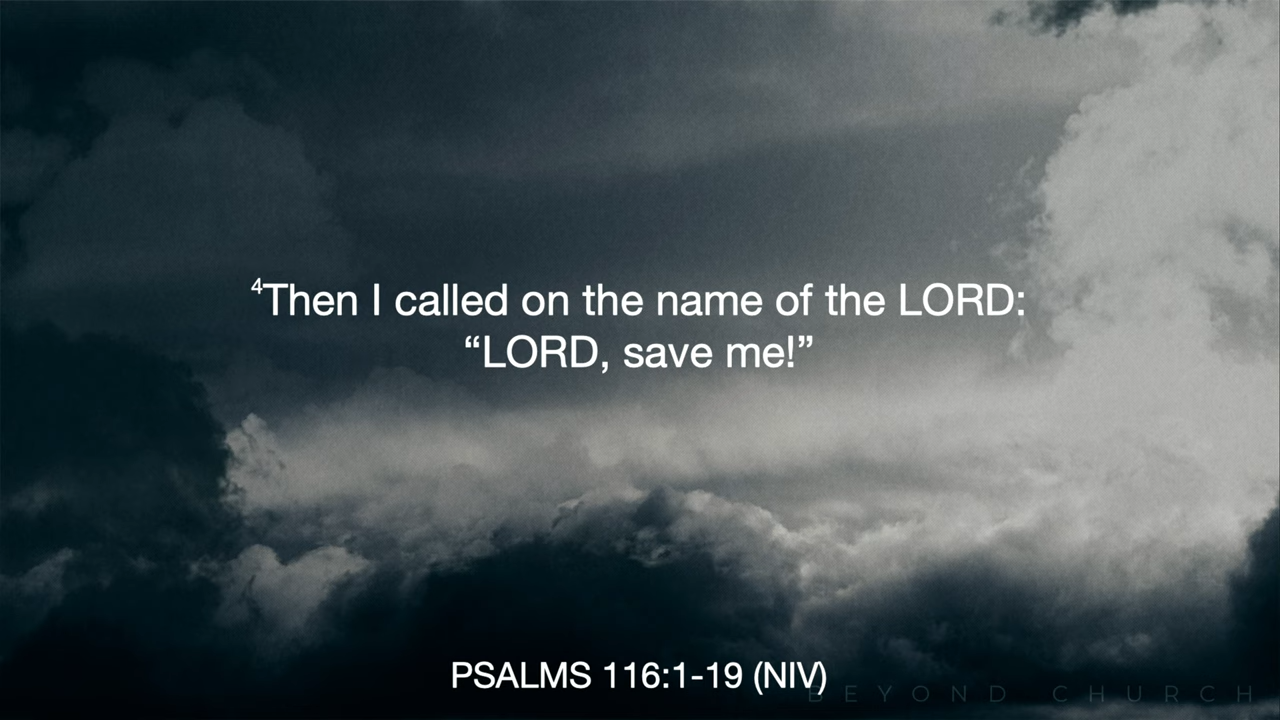 ⁴Then I called on the name of the LORD:
“LORD, save me!”
PSALMS 116:1-19 (NIV)
BEYOND CHURCH